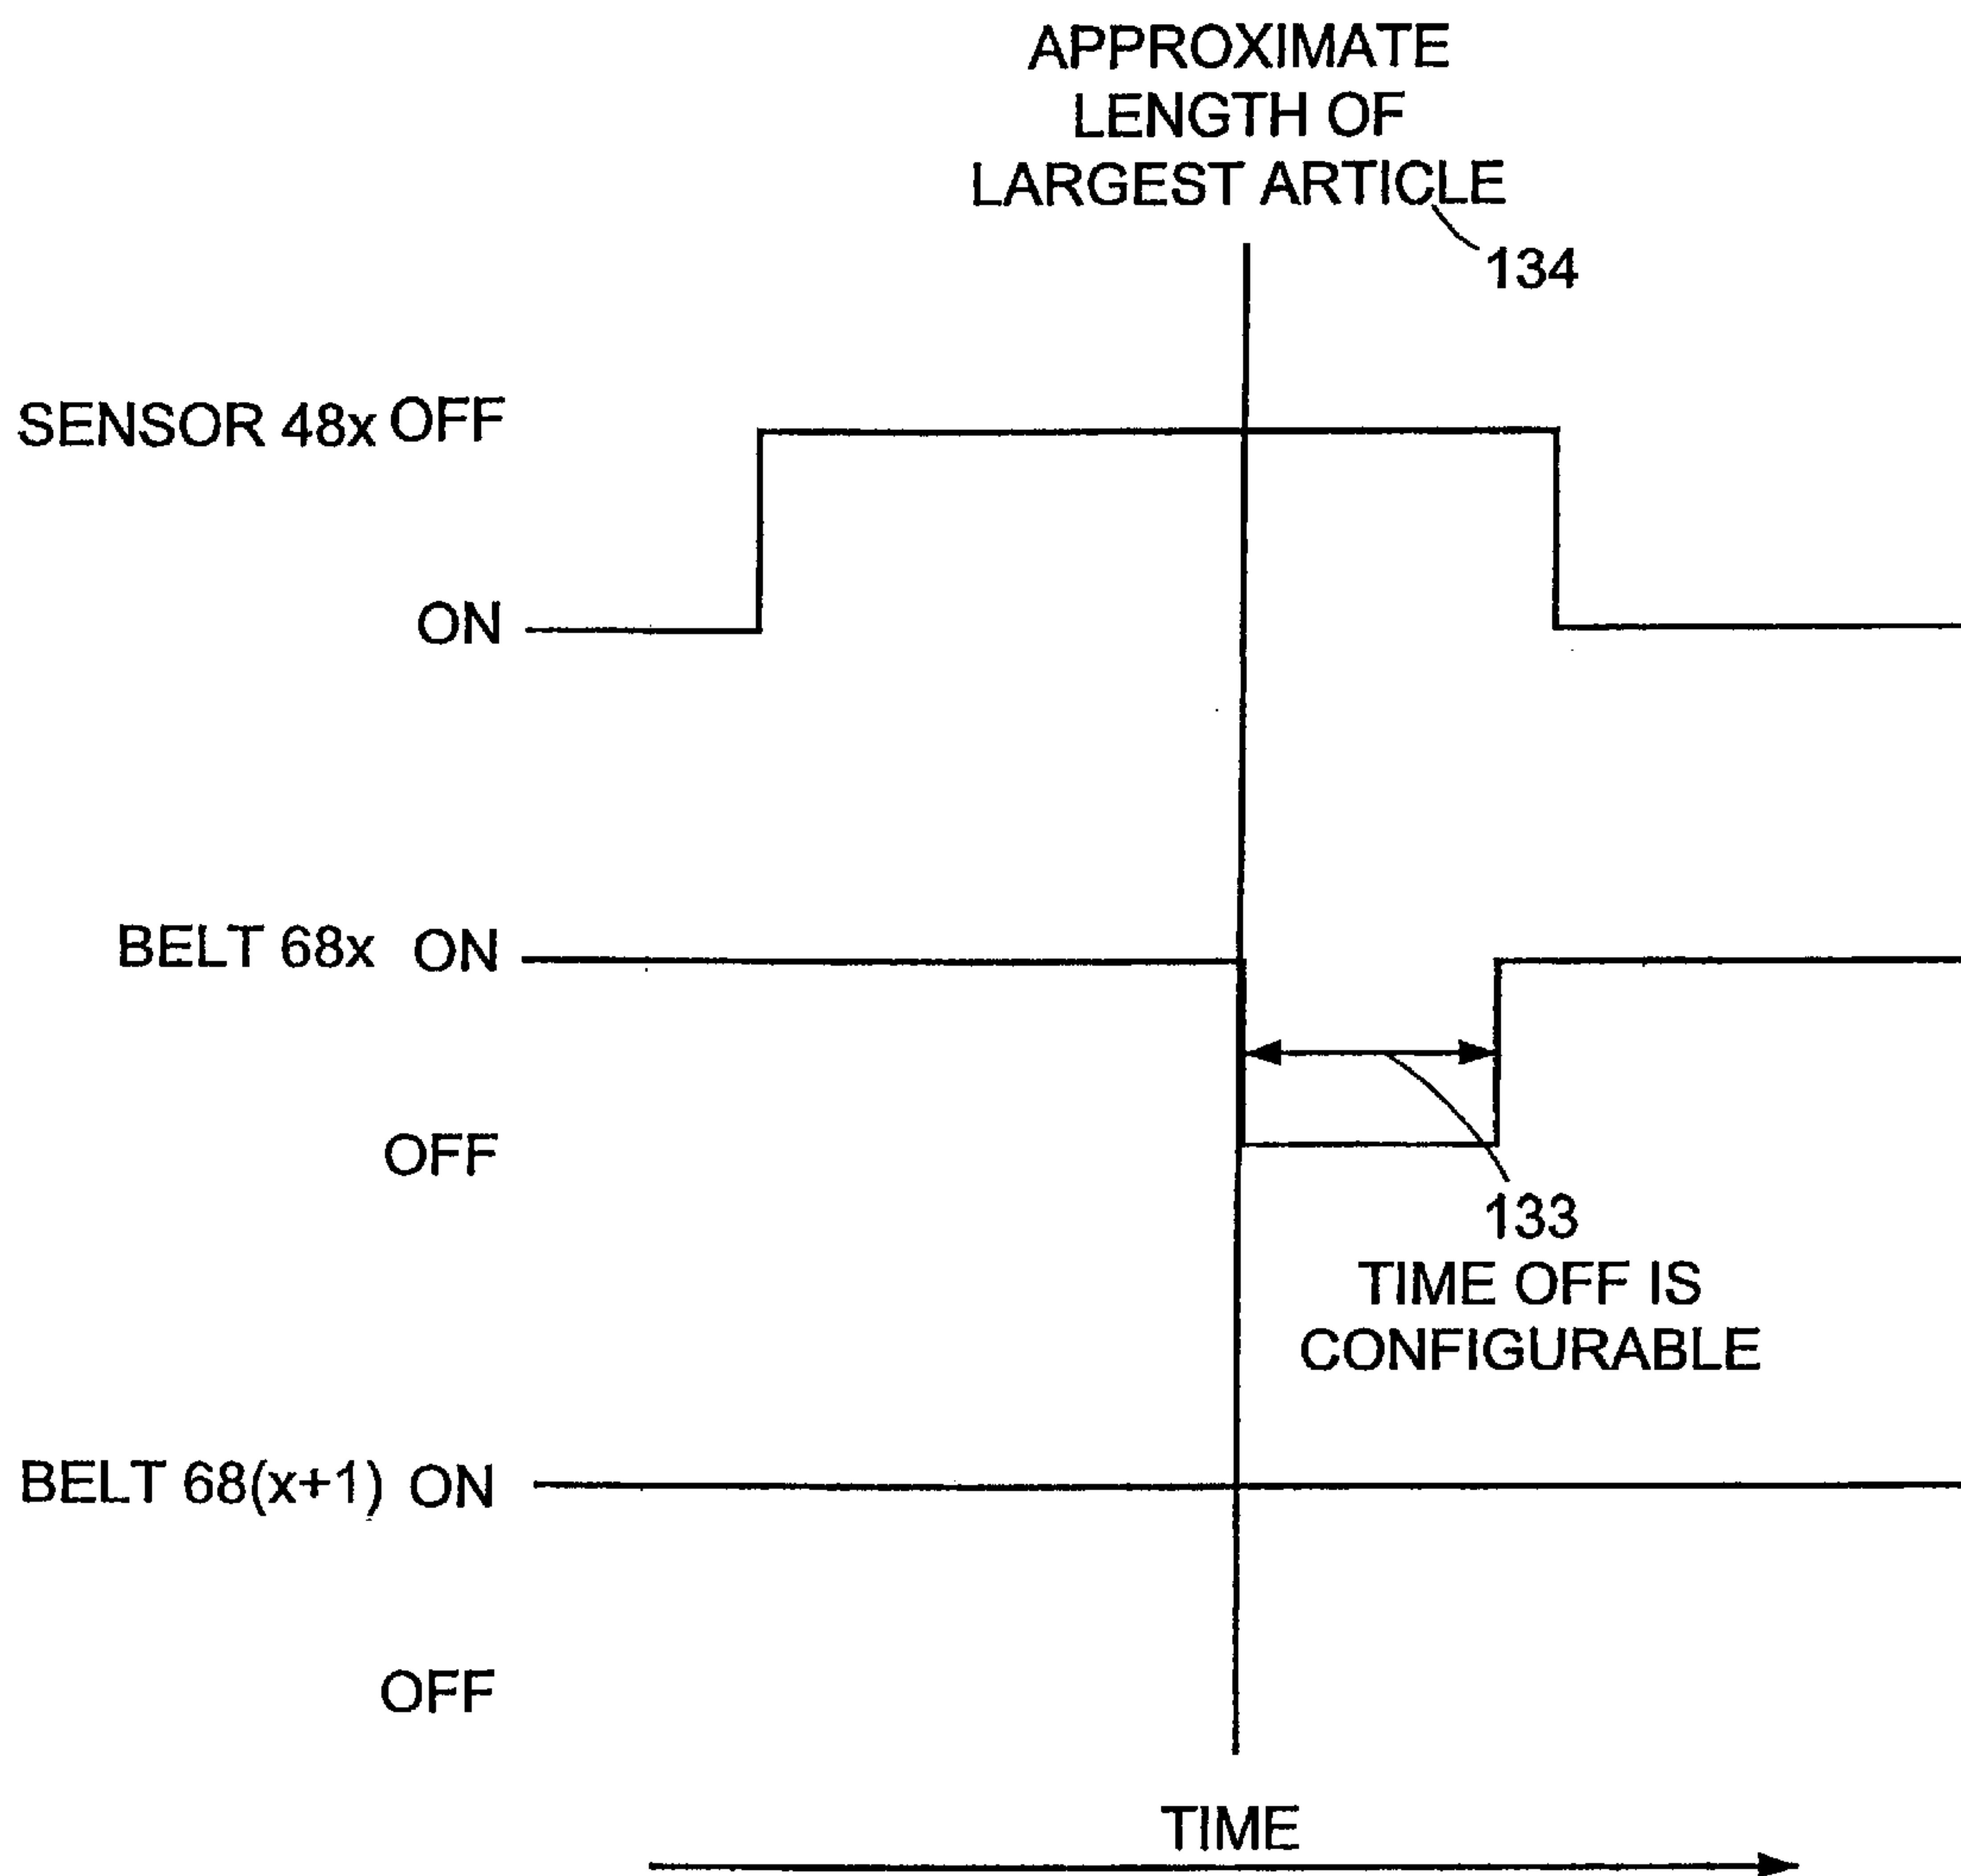 APPROXIMATE
LENGTH OF
LARGEST ARTICLE
134
SENSOR 48x OFF
ON
BELT 68x ON
OFF
133
TIME OFF IS
CONFIGURABLE
BELT 68(x+1) ON
OFF
TIME